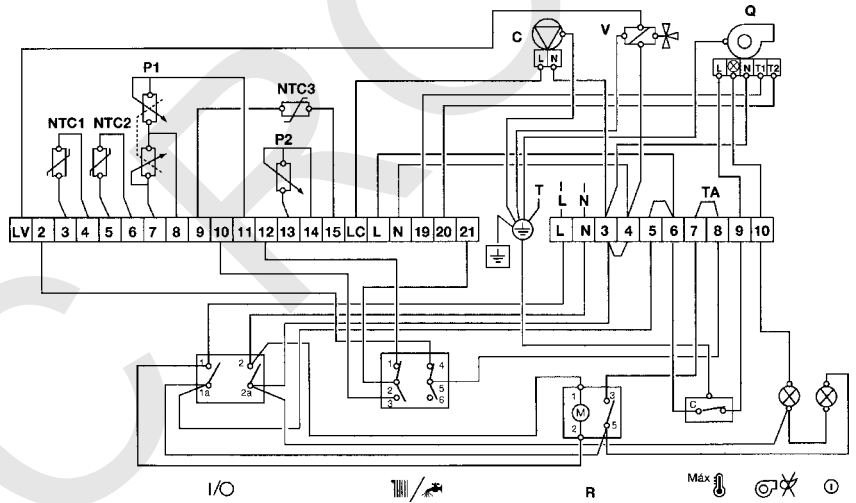 C V Q
L N
L N T1 T2
P1
NTC3
NTC1 NTC2
P2
T L N TA
LV 2 3 4 5 6 7 8 9 10 11 12 13 14 15 LC L N 19 20 21
L N 3 4 5 6 7 8 9 10
1 2
1a 2a
1 4
2 5
3 6
1 3
M
2 5
C
I/O R Máx I